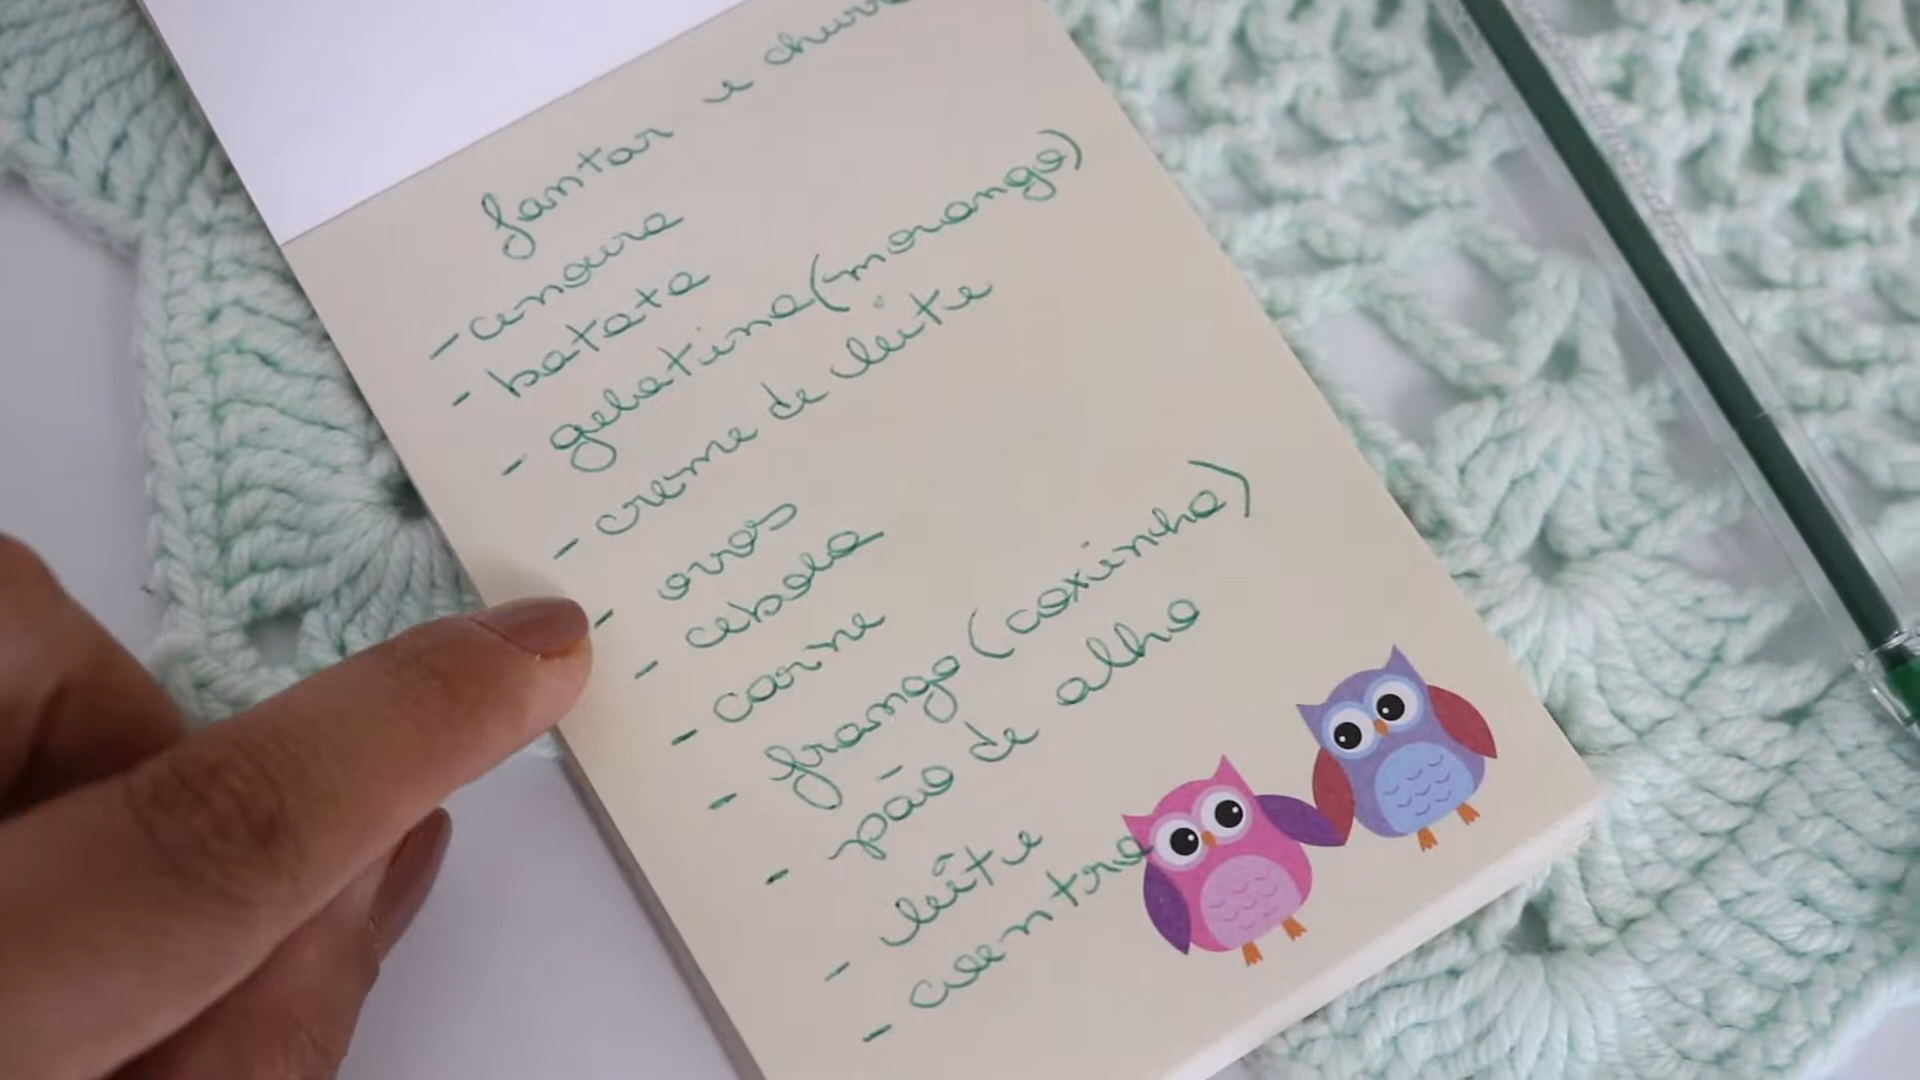 Jantar e churr
- cenoura
- batata
- gelatina (morango)
- creme de leite
- ovos
- cebola
- carne
- frango (coxinha)
- pão de alho
- leite
- coentro